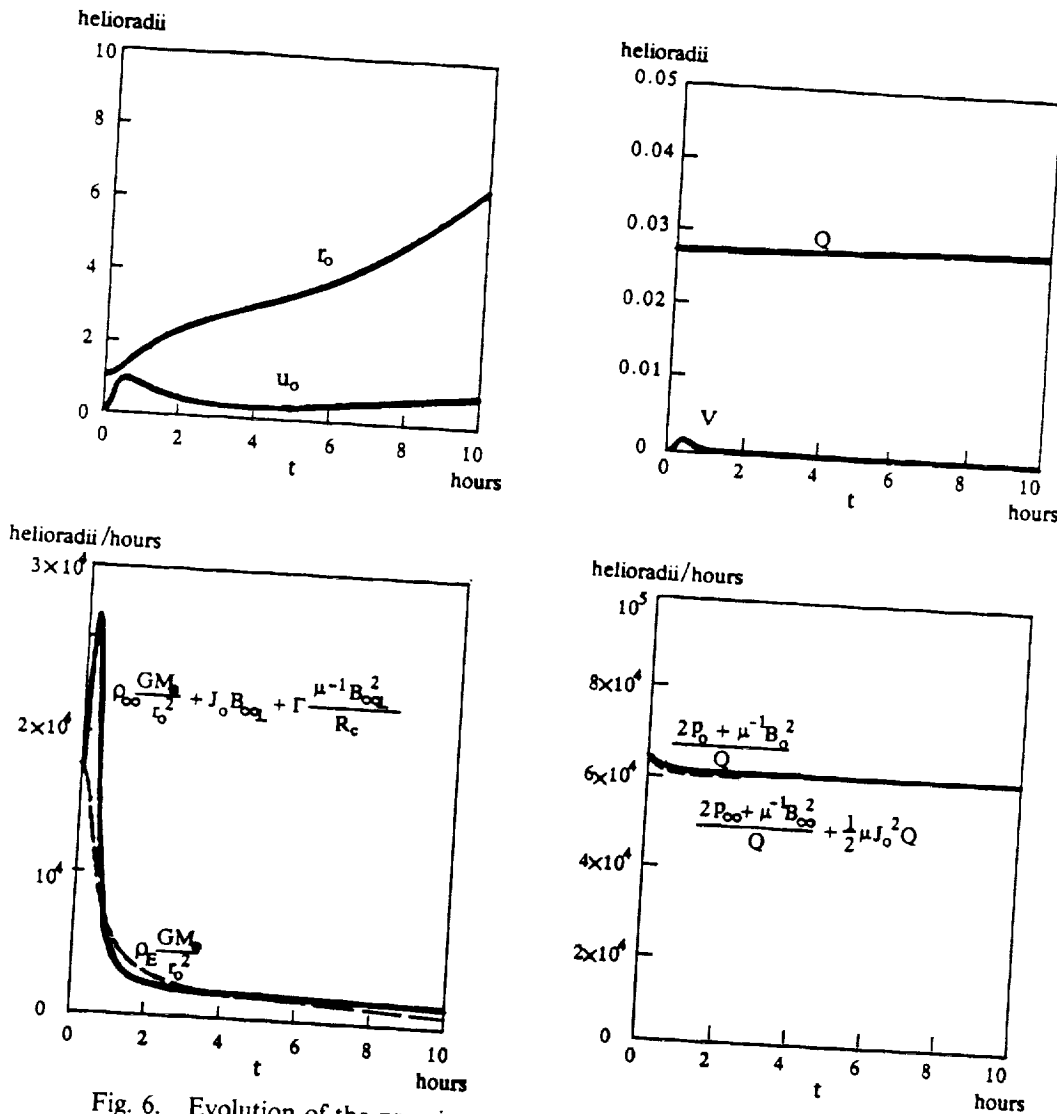 helioradii
10
8
6
4
2
0
r₀
u₀
0 2 4 6 8 10
t
hours
helioradii
0.05
0.04
0.03
0.02
0.01
0
Q
V
0 2 4 6 8 10
t
hours
helioradii/hours
3×10⁴
2×10⁴
10⁴
0
ρ∞ GM / r₀² + J₀ B∞⊥ + Γ μ⁻¹ B∞⊥² / R_c
ρ_E GM / r₀²
0 2 4 6 8 10
t
hours
helioradii/hours
10⁵
8×10⁴
6×10⁴
4×10⁴
2×10⁴
0
2p₀ + μ⁻¹B₀² / Q
2p∞ + μ⁻¹B∞² / Q + ½ μJ₀²Q
0 2 4 6 8 10
t
hours
Fig. 6. Evolution of the